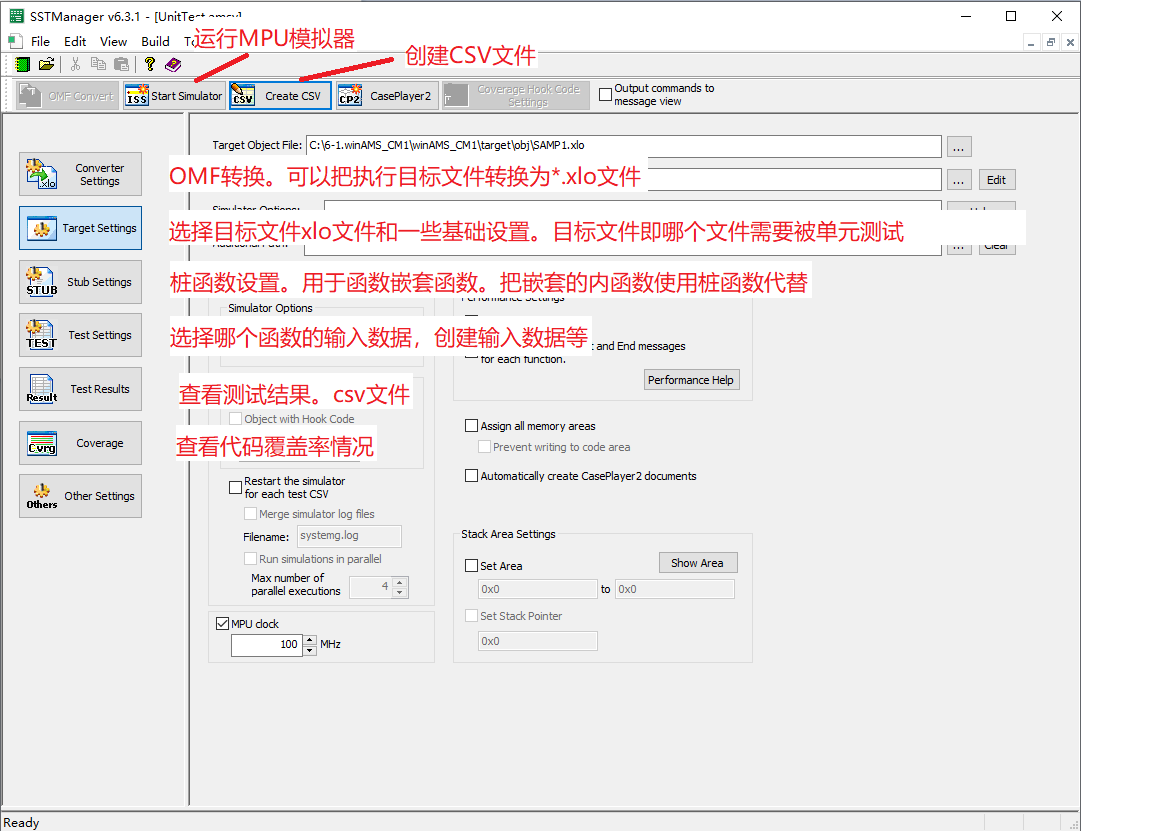 SSTManager v6.3.1 - [UnitTest.amsy]
File Edit View Build
运行MPU模拟器
创建CSV文件
OMF Convert
ISS Start Simulator
CSV Create CSV
CP2 CasePlayer2
Coverage Hook Code
Settings
Output commands to
message view
Target Object File: C:\6-1.winAMS_CM1\winAMS_CM1\target\obj\SAMP1.xlo ...
.xlo Converter
Settings
OMF转换。可以把执行目标文件转换为*.xlo文件
... Edit
Target Settings
选择目标文件xlo文件和一些基础设置。目标文件即哪个文件需要被单元测试
... Clear
STUB Stub Settings
桩函数设置。用于函数嵌套函数。把嵌套的内函数使用桩函数代替
Performance Settings
Simulator Options
TEST Test Settings
选择哪个函数的输入数据，创建输入数据等
and End messages
for each function.
Performance Help
Result Test Results
查看测试结果。csv文件
Object with Hook Code
Cvrg Coverage
查看代码覆盖率情况
Assign all memory areas
Prevent writing to code area
Automatically create CasePlayer2 documents
Others Other Settings
Restart the simulator
for each test CSV
Merge simulator log files
Filename: systemg.log
Run simulations in parallel
Max number of
parallel executions 4
Stack Area Settings
Set Area Show Area
0x0 to 0x0
Set Stack Pointer
0x0
MPU clock
100 MHz
Ready